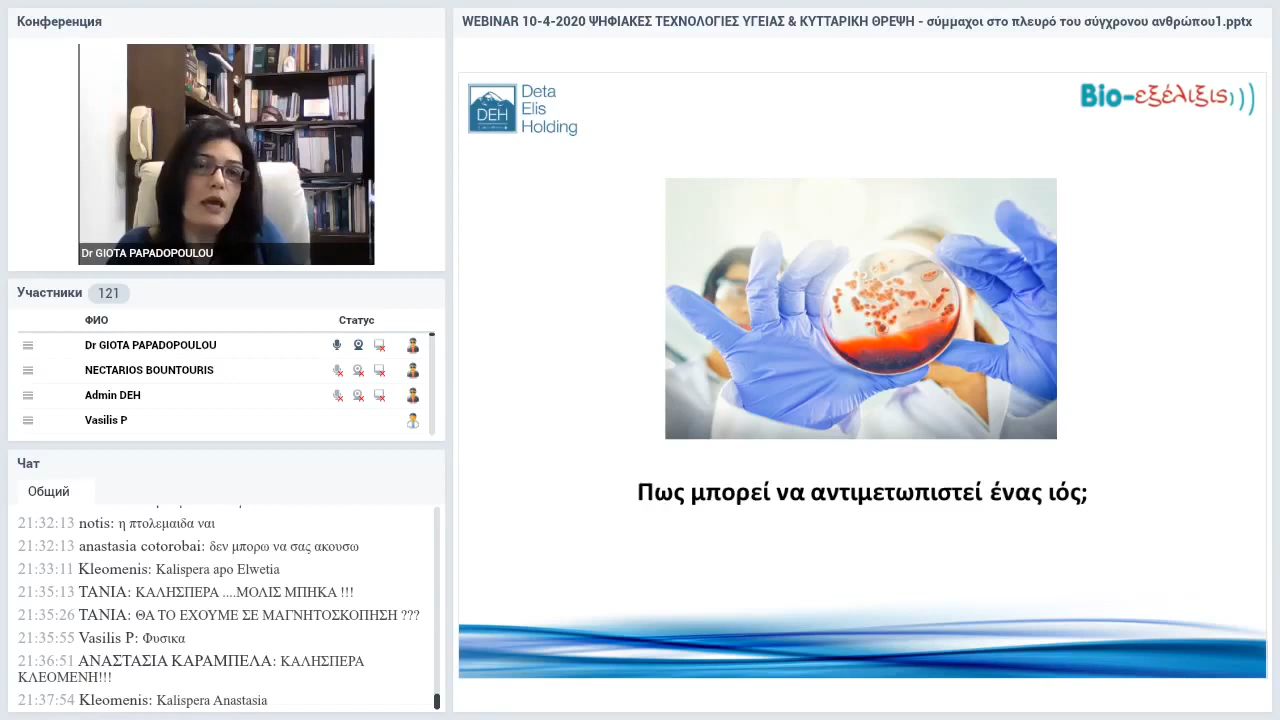 Конференция
Dr GIOTA PAPADOPOULOU
Участники 121
ФИО Статус
Dr GIOTA PAPADOPOULOU
NECTARIOS BOUNTOURIS
Admin DEH
Vasilis P
Чат
Общий
21:32:13 notis: η πτολεμαιδα ναι
21:32:13 anastasia cotorobai: δεν μπορω να σας ακουσω
21:33:11 Kleomenis: Kalispera apo Elwetia
21:35:13 ΤΑΝΙΑ: ΚΑΛΗΣΠΕΡΑ ....ΜΟΛΙΣ ΜΠΗΚΑ !!!
21:35:26 ΤΑΝΙΑ: ΘΑ ΤΟ ΕΧΟΥΜΕ ΣΕ ΜΑΓΝΗΤΟΣΚΟΠΗΣΗ ???
21:35:55 Vasilis P: Φυσικα
21:36:51 ΑΝΑΣΤΑΣΙΑ ΚΑΡΑΜΠΕΛΑ: ΚΑΛΗΣΠΕΡΑ
ΚΛΕΟΜΕΝΗ!!!
21:37:54 Kleomenis: Kalispera Anastasia
WEBINAR 10-4-2020 ΨΗΦΙΑΚΕΣ ΤΕΧΝΟΛΟΓΙΕΣ ΥΓΕΙΑΣ & ΚΥΤΤΑΡΙΚΗ ΘΡΕΨΗ - σύμμαχοι στο πλευρό του σύγχρονου ανθρώπου1.pptx
DEH
Deta
Elis
Holding
Bio-εξέλιξις
Πως μπορεί να αντιμετωπιστεί ένας ιός;